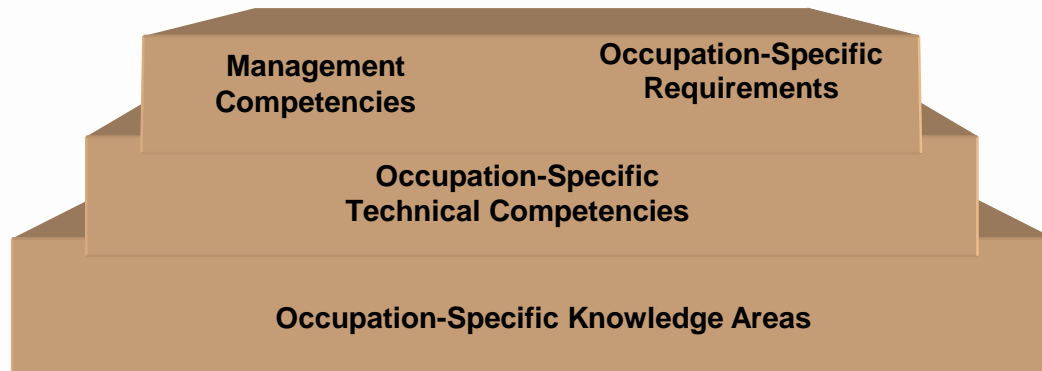 Management
Competencies
Occupation-Specific
Requirements
Occupation-Specific
Technical Competencies
Occupation-Specific Knowledge Areas